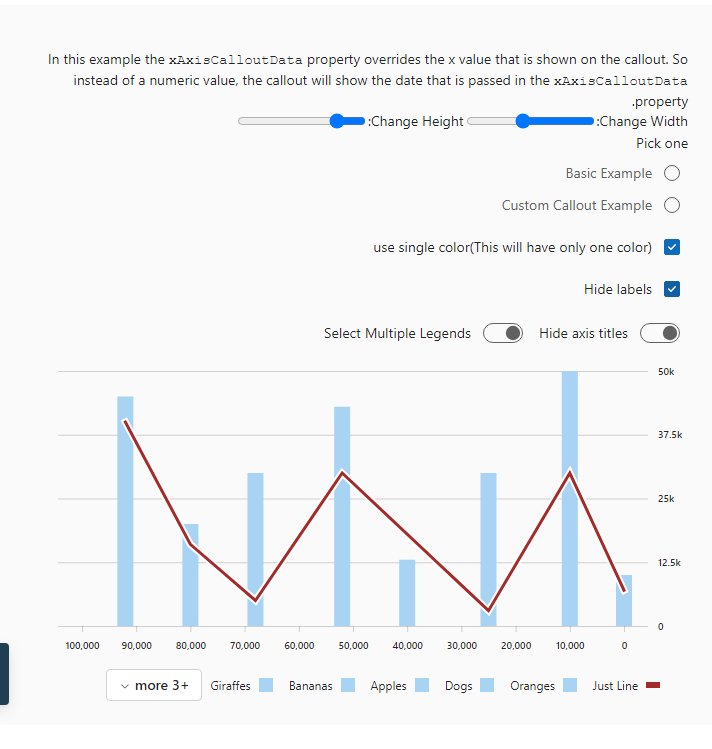 In this example the xAxisCalloutData property overrides the x value that is shown on the callout. So
instead of a numeric value, the callout will show the date that is passed in the xAxisCalloutData
.property
:Change Width :Change Height
Pick one
Basic Example
Custom Callout Example
use single color(This will have only one color)
Hide labels
Hide axis titles Select Multiple Legends
50k
37.5k
25k
12.5k
0
100,000 90,000 80,000 70,000 60,000 50,000 40,000 30,000 20,000 10,000 0
Just Line Oranges Dogs Apples Bananas Giraffes more 3+